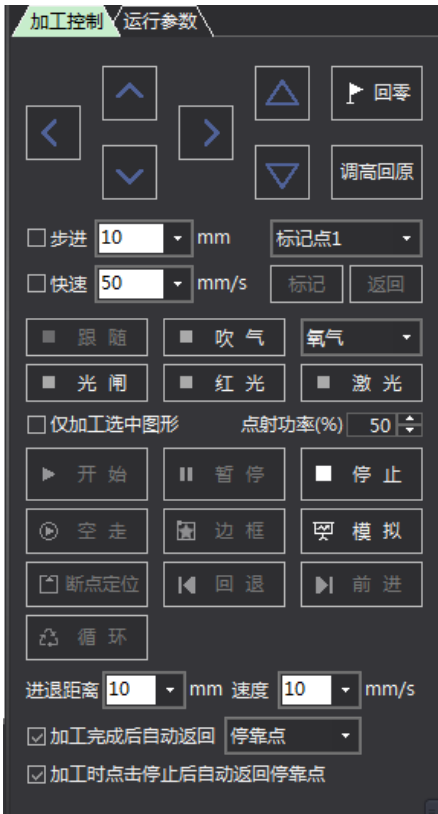 加工控制 运行参数
回零
调高回原
步进 10 mm 标记点1
快速 50 mm/s 标记 返回
跟随 吹气 氧气
光闸 红光 激光
仅加工选中图形 点射功率(%) 50
开始 暂停 停止
空走 边框 模拟
断点定位 回退 前进
循环
进退距离 10 mm 速度 10 mm/s
加工完成后自动返回 停靠点
加工时点击停止后自动返回停靠点